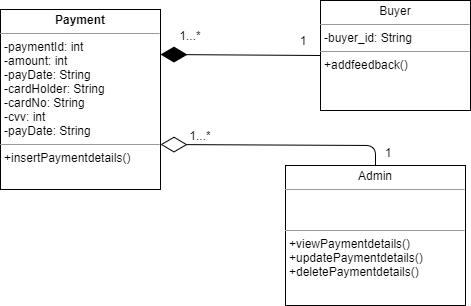 Payment
-paymentId: int
-amount: int
-payDate: String
-cardHolder: String
-cardNo: String
-cvv: int
-payDate: String
+insertPaymentdetails()
1...*
1
Buyer
-buyer_id: String
+addfeedback()
1...*
1
Admin
+viewPaymentdetails()
+updatePaymentdetails()
+deletePaymentdetails()